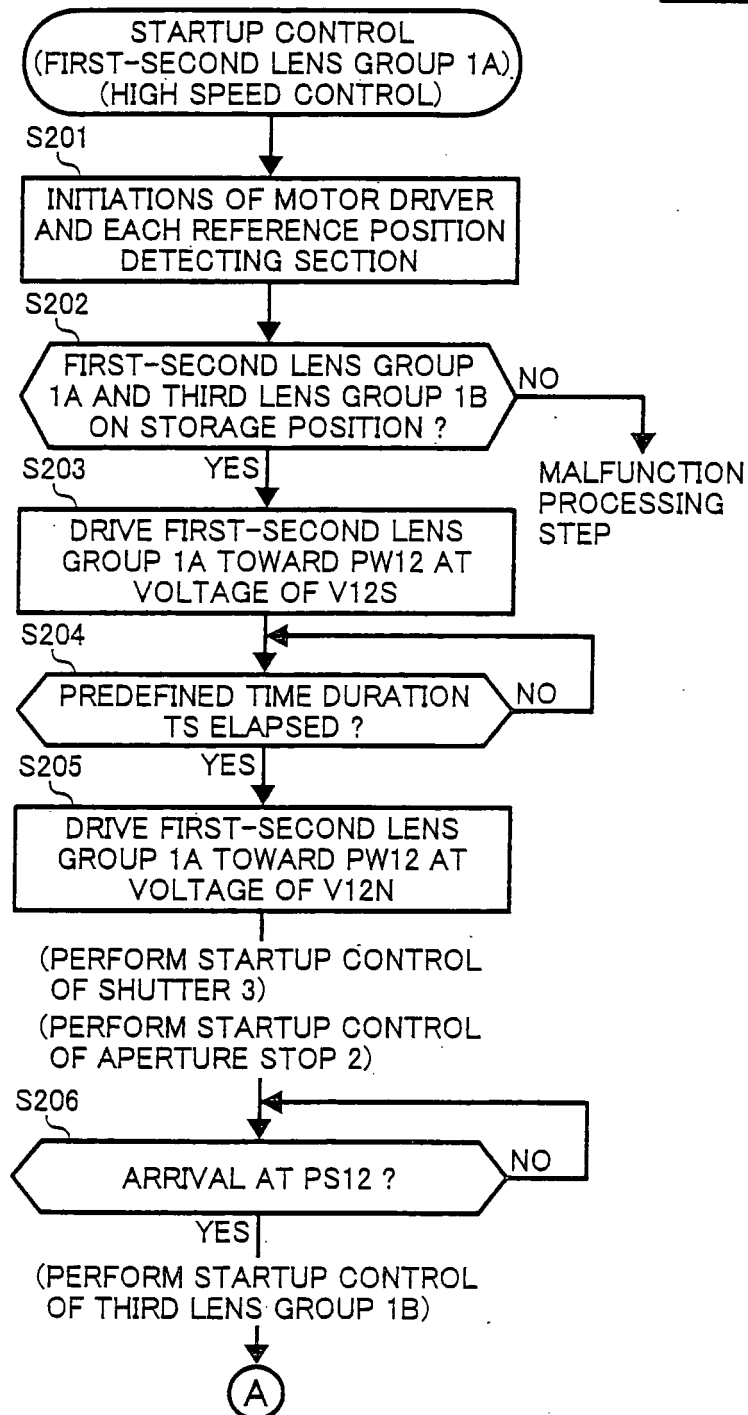 STARTUP CONTROL
(FIRST-SECOND LENS GROUP 1A)
(HIGH SPEED CONTROL)
S201
INITIATIONS OF MOTOR DRIVER
AND EACH REFERENCE POSITION
DETECTING SECTION
S202
FIRST-SECOND LENS GROUP
1A AND THIRD LENS GROUP 1B
ON STORAGE POSITION ?
NO
MALFUNCTION
PROCESSING
STEP
YES
S203
DRIVE FIRST-SECOND LENS
GROUP 1A TOWARD PW12 AT
VOLTAGE OF V12S
S204
PREDEFINED TIME DURATION
TS ELAPSED ?
NO
YES
S205
DRIVE FIRST-SECOND LENS
GROUP 1A TOWARD PW12 AT
VOLTAGE OF V12N
(PERFORM STARTUP CONTROL
OF SHUTTER 3)
(PERFORM STARTUP CONTROL
OF APERTURE STOP 2)
S206
ARRIVAL AT PS12 ?
NO
YES
(PERFORM STARTUP CONTROL
OF THIRD LENS GROUP 1B)
A